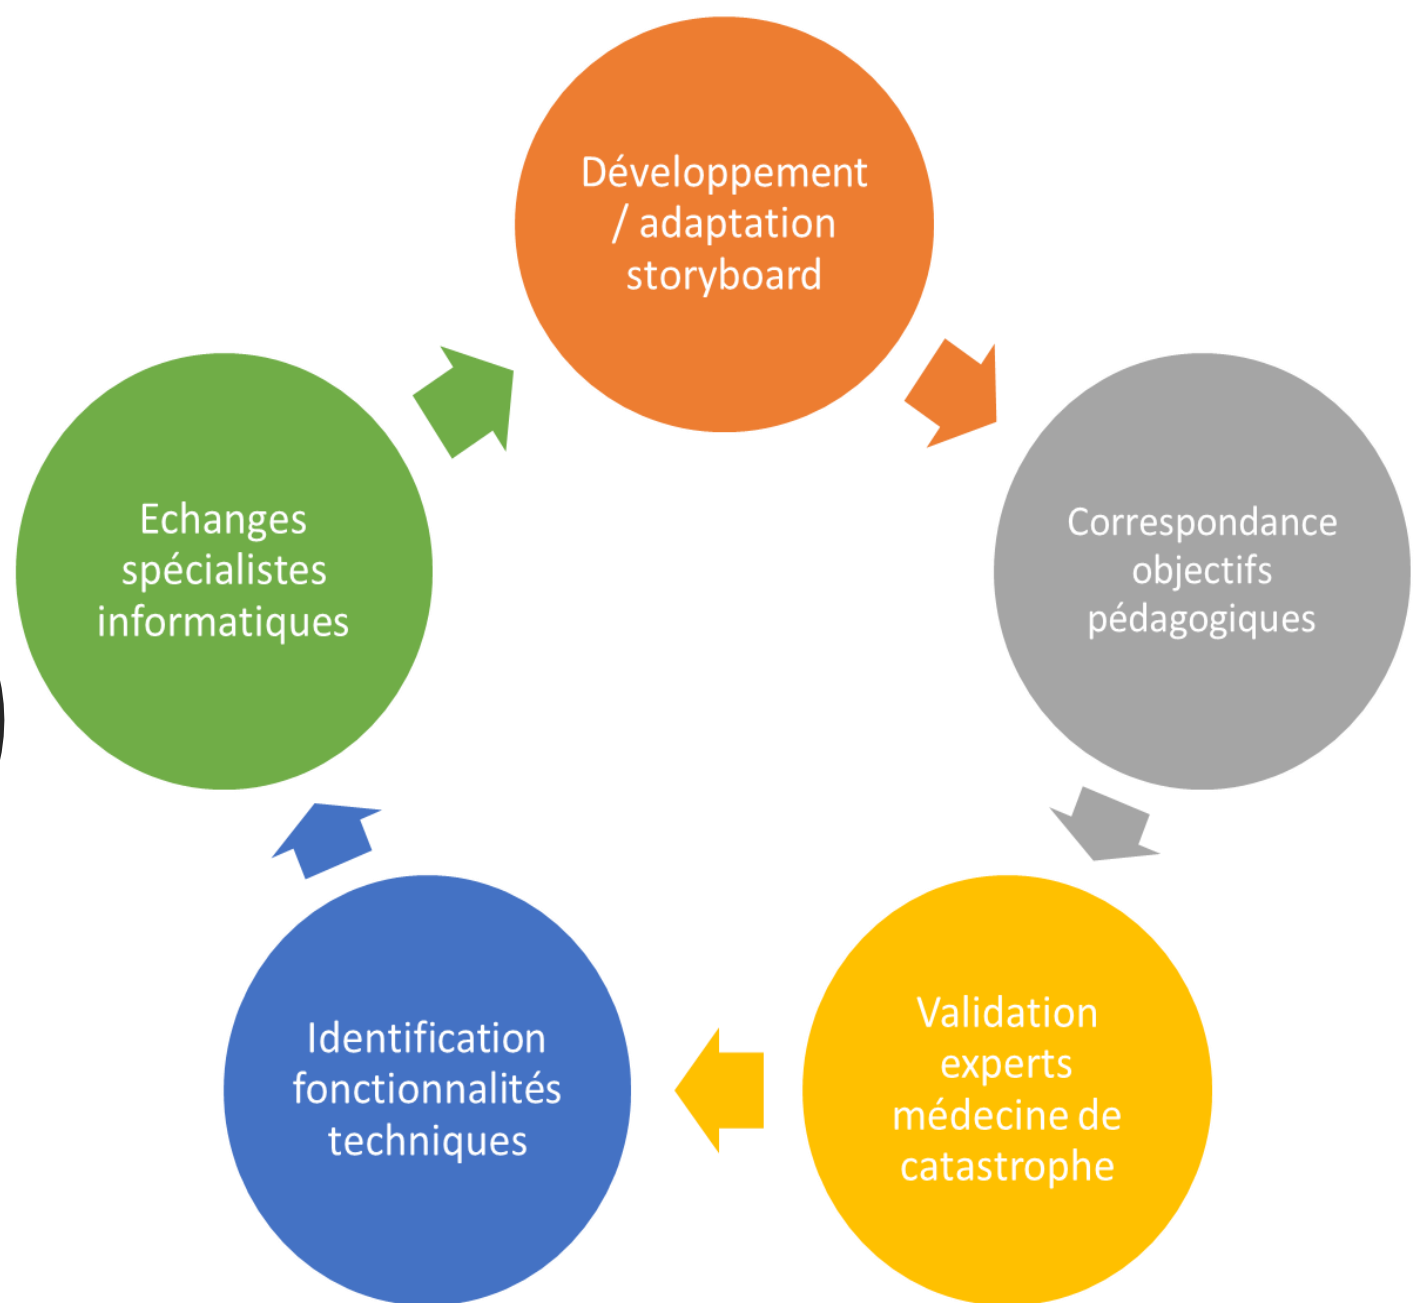 Développement
/ adaptation
storyboard
Correspondance
objectifs
pédagogiques
Validation
experts
médecine de
catastrophe
Identification
fonctionnalités
techniques
Echanges
spécialistes
informatiques